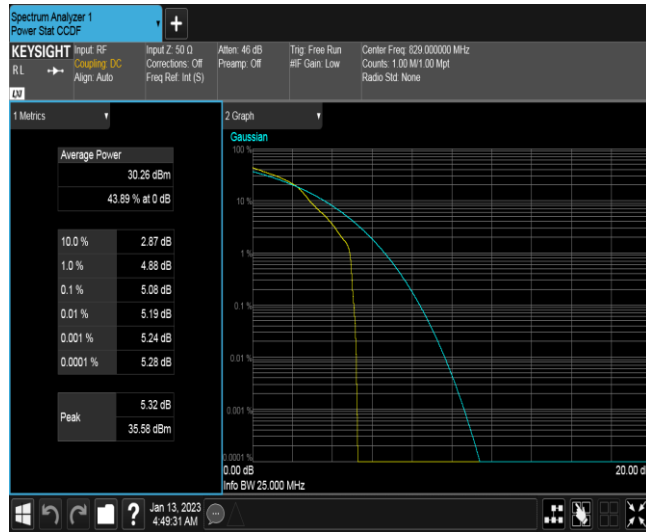 Spectrum Analyzer 1
Power Stat CCDF
+
KEYSIGHT
RL
LXI
Input: RF
Coupling: DC
Align: Auto
Input Z: 50 Ω
Corrections: Off
Freq Ref: Int (S)
Atten: 46 dB
Preamp: Off
Trig: Free Run
#IF Gain: Low
Center Freq: 829.000000 MHz
Counts: 1.00 M/1.00 Mpt
Radio Std: None
1 Metrics
Average Power
30.26 dBm
43.89 % at 0 dB
10.0 % 2.87 dB
1.0 % 4.88 dB
0.1 % 5.08 dB
0.01 % 5.19 dB
0.001 % 5.24 dB
0.0001 % 5.28 dB
Peak
5.32 dB
35.58 dBm
2 Graph
Gaussian
100 %
10 %
1 %
0.1 %
0.01 %
0.001 %
0.0001 %
0.00 dB
20.00 d
Info BW 25.000 MHz
?
Jan 13, 2023
4:49:31 AM